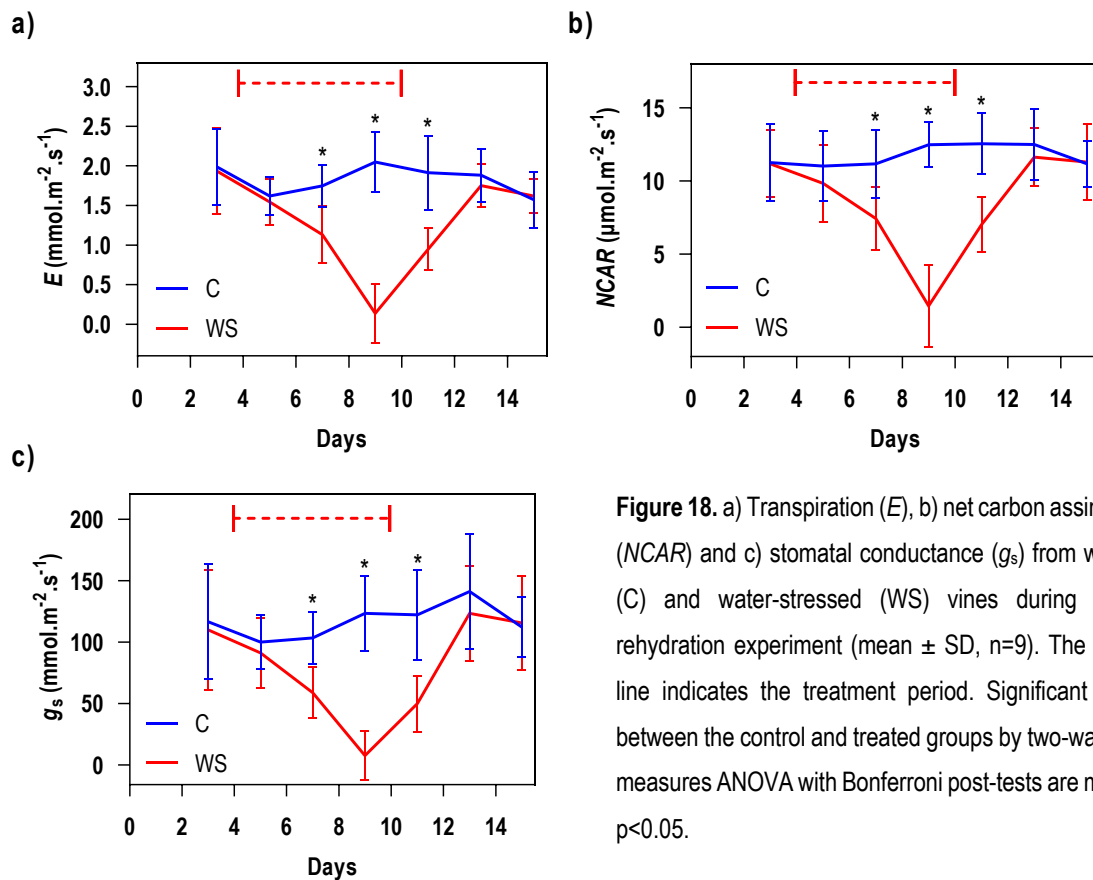 a)
3.0
2.5
2.0
1.5
1.0
0.5
0.0
E (mmol.m⁻².s⁻¹)
* * *
C
WS
0 2 4 6 8 10 12 14
Days
b)
15
10
5
0
NCAR (µmol.m⁻².s⁻¹)
* * *
C
WS
0 2 4 6 8 10 12 14
Days
c)
200
150
100
50
0
gₛ (mmol.m⁻².s⁻¹)
* * *
C
WS
0 2 4 6 8 10 12 14
Days
Figure 18. a) Transpiration (E), b) net carbon assi
(NCAR) and c) stomatal conductance (gₛ) from w
(C) and water-stressed (WS) vines during
rehydration experiment (mean ± SD, n=9). The
line indicates the treatment period. Significant
between the control and treated groups by two-wa
measures ANOVA with Bonferroni post-tests are
p<0.05.